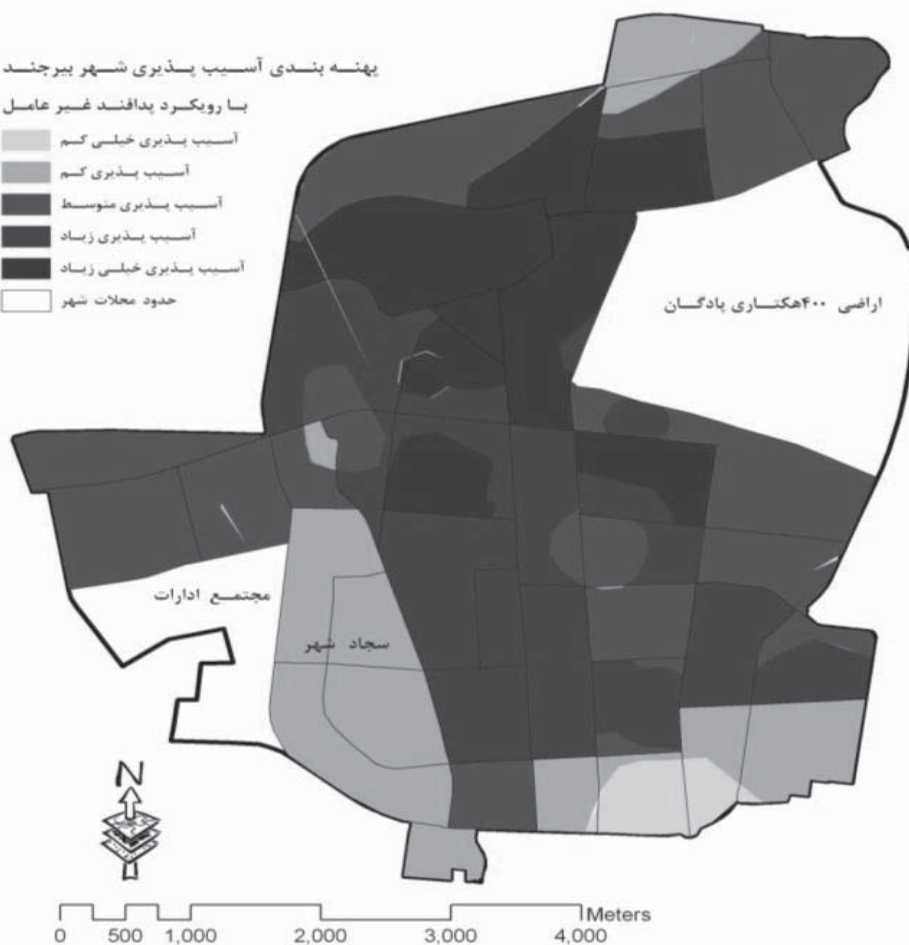 پهنه بندی آسیب پذیری شهر بیرجند
با رویکرد پدافند غیر عامل
آسیب پذیری خیلی کم
آسیب پذیری کم
آسیب پذیری متوسط
آسیب پذیری زیاد
آسیب پذیری خیلی زیاد
حدود محلات شهر
اراضی ۴۰۰هکتاری پادگان
مجتمع ادارات
سجاد شهر
N
Meters
0 500 1,000 2,000 3,000 4,000